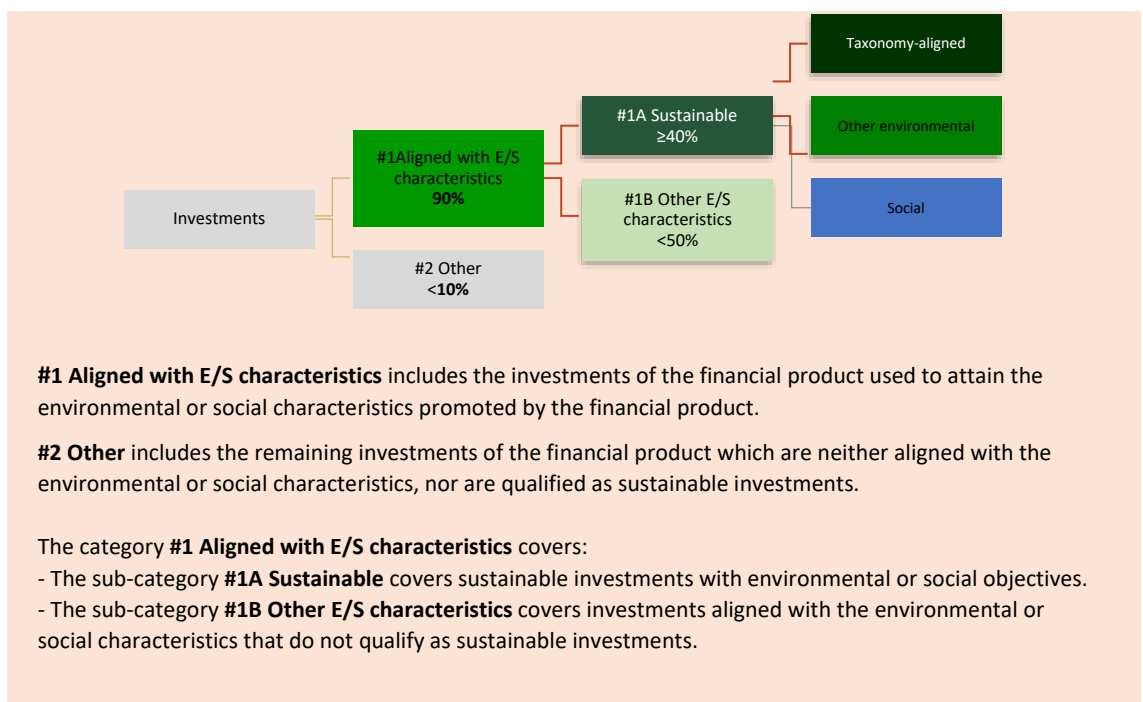 Taxonomy-aligned
#1A Sustainable
≥40%
Other environmental
#1Aligned with E/S
characteristics
90%
#1B Other E/S
characteristics
<50%
Social
Investments
#2 Other
<10%
#1 Aligned with E/S characteristics includes the investments of the financial product used to attain the
environmental or social characteristics promoted by the financial product.
#2 Other includes the remaining investments of the financial product which are neither aligned with the
environmental or social characteristics, nor are qualified as sustainable investments.
The category #1 Aligned with E/S characteristics covers:
- The sub-category #1A Sustainable covers sustainable investments with environmental or social objectives.
- The sub-category #1B Other E/S characteristics covers investments aligned with the environmental or
social characteristics that do not qualify as sustainable investments.